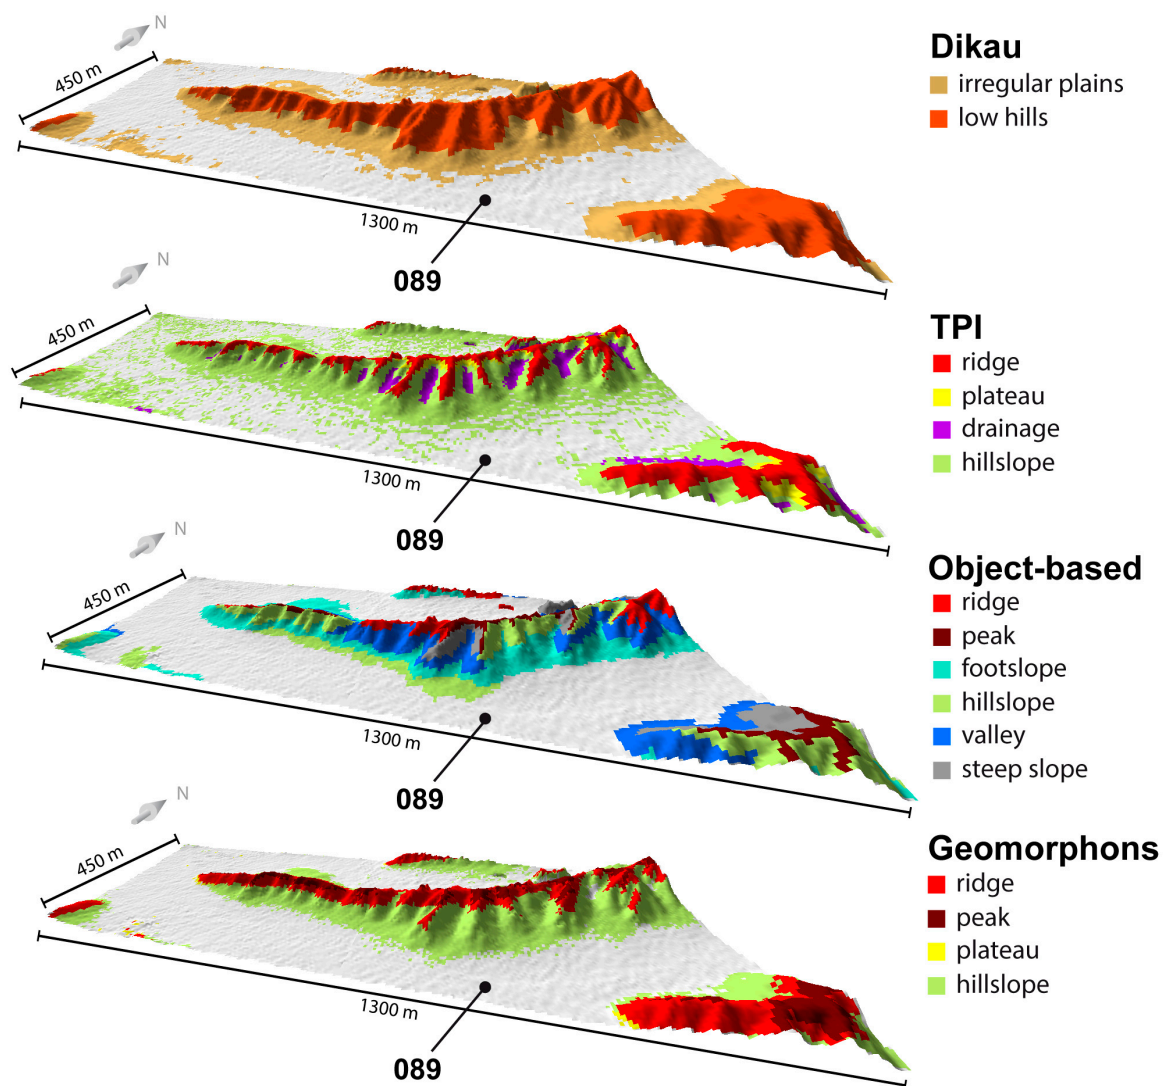 N
450 m
1300 m
089
Dikau
irregular plains
low hills
N
450 m
1300 m
089
TPI
ridge
plateau
drainage
hillslope
N
450 m
1300 m
089
Object-based
ridge
peak
footslope
hillslope
valley
steep slope
N
450 m
1300 m
089
Geomorphons
ridge
peak
plateau
hillslope